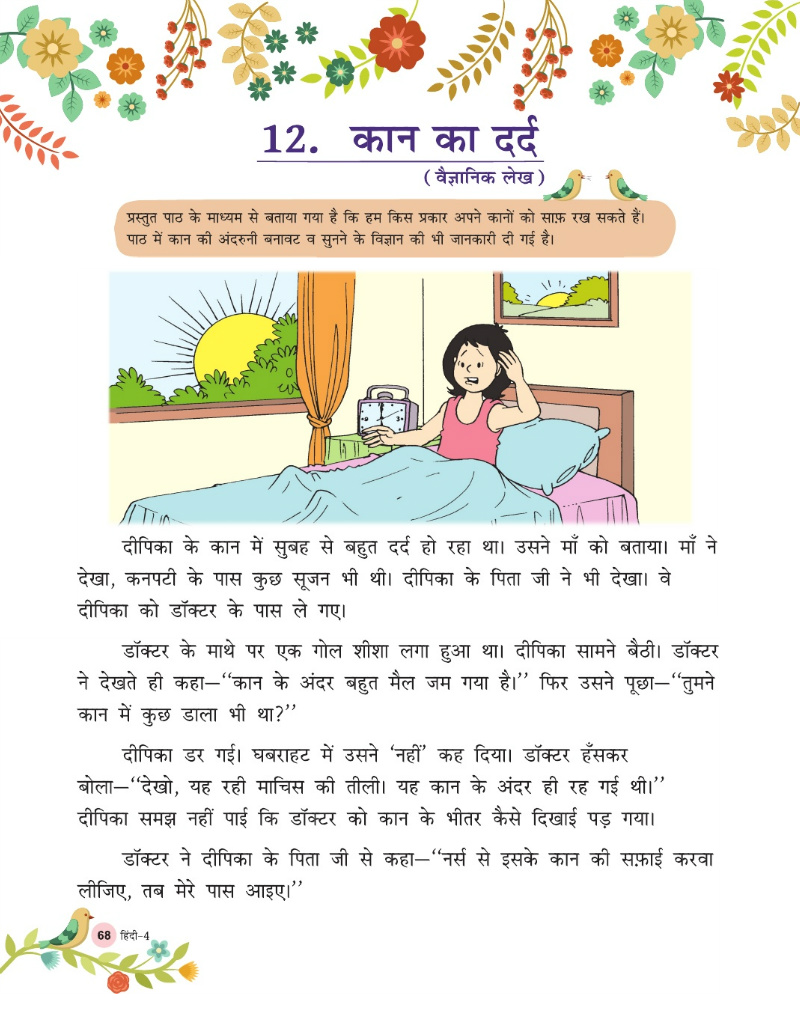 12. कान का दर्द
(वैज्ञानिक लेख)
प्रस्तुत पाठ के माध्यम से बताया गया है कि हम किस प्रकार अपने कानों को साफ़ रख सकते हैं।
पाठ में कान की अंदरुनी बनावट व सुनने के विज्ञान की भी जानकारी दी गई है।
दीपिका के कान में सुबह से बहुत दर्द हो रहा था। उसने माँ को बताया। माँ ने
देखा, कनपटी के पास कुछ सूजन भी थी। दीपिका के पिता जी ने भी देखा। वे
दीपिका को डॉक्टर के पास ले गए।
डॉक्टर के माथे पर एक गोल शीशा लगा हुआ था। दीपिका सामने बैठी। डॉक्टर
ने देखते ही कहा—‘‘कान के अंदर बहुत मैल जम गया है।’’ फिर उसने पूछा—‘‘तुमने
कान में कुछ डाला भी था?’’
दीपिका डर गई। घबराहट में उसने ‘नहीं’ कह दिया। डॉक्टर हँसकर
बोला—‘‘देखो, यह रही माचिस की तीली। यह कान के अंदर ही रह गई थी।’’
दीपिका समझ नहीं पाई कि डॉक्टर को कान के भीतर कैसे दिखाई पड़ गया।
डॉक्टर ने दीपिका के पिता जी से कहा—‘‘नर्स से इसके कान की सफ़ाई करवा
लीजिए, तब मेरे पास आइए।’’
68 हिंदी-4